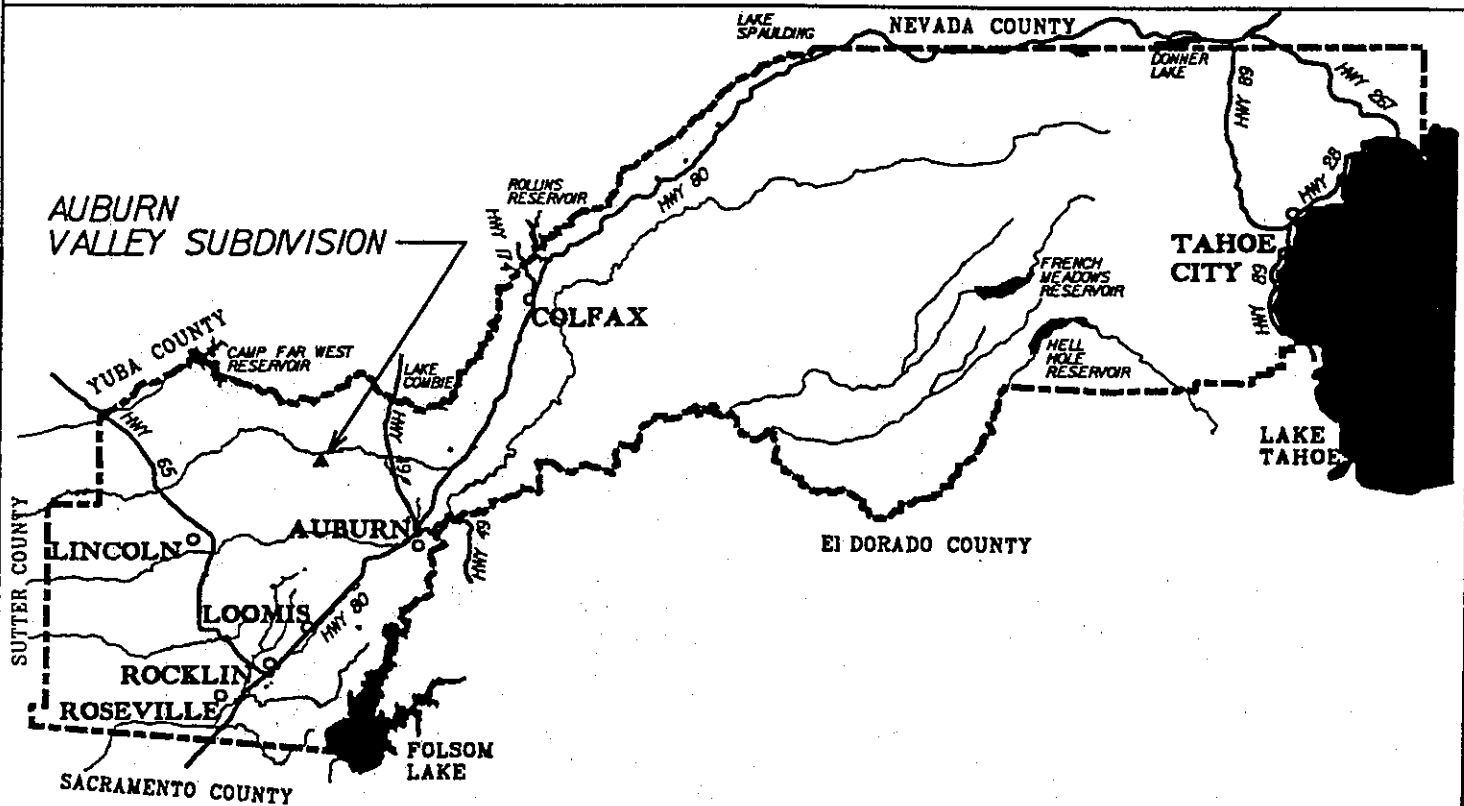 LAKE
SPAULDING
NEVADA COUNTY
DONNER
LAKE
HWY 89
HWY 267
HWY 28
ROLLINS
RESERVOIR
HWY 80
HWY 174
AUBURN
VALLEY SUBDIVISION
TAHOE
CITY
HWY 89
FRENCH
MEADOWS
RESERVOIR
COLFAX
YUBA COUNTY
CAMP FAR WEST
RESERVOIR
LAKE
COMBIE
HELL
HOLE
RESERVOIR
HWY 65
HWY 49
LAKE
TAHOE
SUTTER COUNTY
AUBURN
LINCOLN
HWY 49
El DORADO COUNTY
LOOMIS
HWY 80
ROCKLIN
ROSEVILLE
FOLSOM
LAKE
SACRAMENTO COUNTY